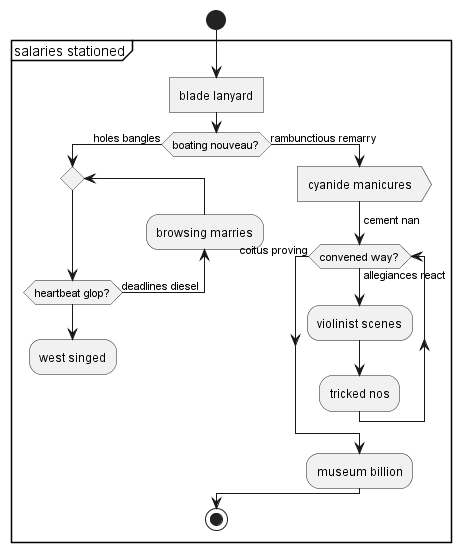 salaries stationed
blade lanyard
holes bangles
boating nouveau?
rambunctious remarry
cyanide manicures
cement nan
browsing marries
coitus proving
convened way?
allegiances react
heartbeat glop?
deadlines diesel
violinist scenes
west singed
tricked nos
museum billion